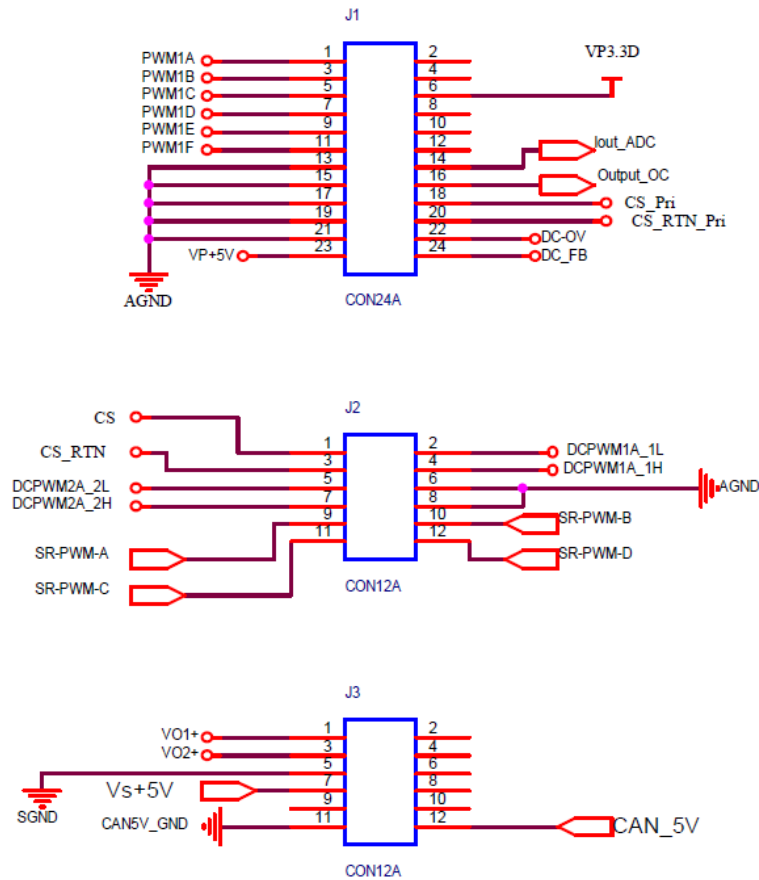 J1
PWM1A 1 2 VP3.3D
PWM1B 3 4
PWM1C 5 6
PWM1D 7 8
PWM1E 9 10
PWM1F 11 12 Iout_ADC
13 14
15 16 Output_OC
17 18 CS_Pri
19 20 CS_RTN_Pri
21 22 DC-OV
VP+5V 23 24 DC_FB
AGND CON24A
J2
CS
1 2 DCPWM1A_1L
CS_RTN 3 4 DCPWM1A_1H
DCPWM2A_2L 5 6 AGND
DCPWM2A_2H 7 8
9 10 SR-PWM-B
SR-PWM-A 11 12 SR-PWM-D
SR-PWM-C CON12A
J3
VO1+ 1 2
VO2+ 3 4
5 6
Vs+5V 7 8
SGND 9 10
CAN5V_GND 11 12 CAN_5V
CON12A